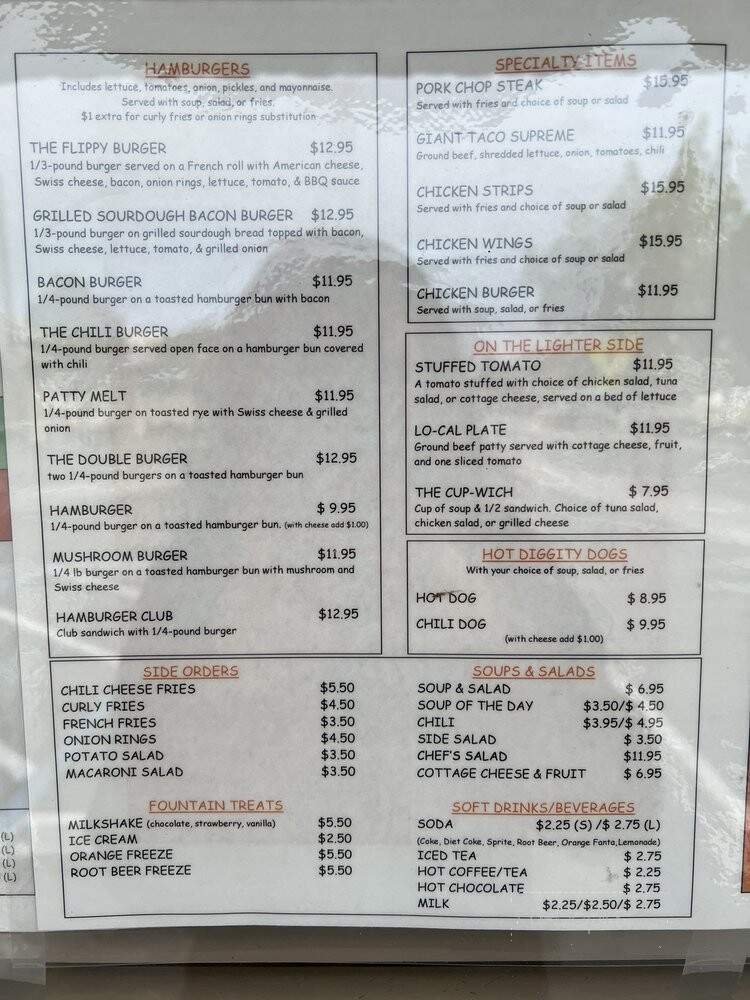 HAMBURGERS
Includes lettuce, tomatoes, onion, pickles, and mayonnaise.
Served with soup, salad, or fries.
$1 extra for curly fries or onion rings substitution
THE FLIPPY BURGER $12.95
1/3-pound burger served on a French roll with American cheese,
Swiss cheese, bacon, onion rings, lettuce, tomato, & BBQ sauce
GRILLED SOURDOUGH BACON BURGER $12.95
1/3-pound burger on grilled sourdough bread topped with bacon,
Swiss cheese, lettuce, tomato, & grilled onion
BACON BURGER $11.95
1/4-pound burger on a toasted hamburger bun with bacon
THE CHILI BURGER $11.95
1/4-pound burger served open face on a hamburger bun covered
with chili
PATTY MELT $11.95
1/4-pound burger on toasted rye with Swiss cheese & grilled
onion
THE DOUBLE BURGER $12.95
two 1/4-pound burgers on a toasted hamburger bun
HAMBURGER $ 9.95
1/4-pound burger on a toasted hamburger bun. (with cheese add $1.00)
MUSHROOM BURGER $11.95
1/4 lb burger on a toasted hamburger bun with mushroom and
Swiss cheese
HAMBURGER CLUB $12.95
Club sandwich with 1/4-pound burger
SPECIALTY ITEMS
PORK CHOP STEAK $15.95
Served with fries and choice of soup or salad
GIANT TACO SUPREME $11.95
Ground beef, shredded lettuce, onion, tomatoes, chili
CHICKEN STRIPS $15.95
Served with fries and choice of soup or salad
CHICKEN WINGS $15.95
Served with fries and choice of soup or salad
CHICKEN BURGER $11.95
Served with soup, salad, or fries
ON THE LIGHTER SIDE
STUFFED TOMATO $11.95
A tomato stuffed with choice of chicken salad, tuna
salad, or cottage cheese, served on a bed of lettuce
LO-CAL PLATE $11.95
Ground beef patty served with cottage cheese, fruit,
and one sliced tomato
THE CUP-WICH $ 7.95
Cup of soup & 1/2 sandwich. Choice of tuna salad,
chicken salad, or grilled cheese
HOT DIGGITY DOGS
With your choice of soup, salad, or fries
HOT DOG $ 8.95
CHILI DOG $ 9.95
(with cheese add $1.00)
SIDE ORDERS
CHILI CHEESE FRIES $5.50
CURLY FRIES $4.50
FRENCH FRIES $3.50
ONION RINGS $4.50
POTATO SALAD $3.50
MACARONI SALAD $3.50
SOUPS & SALADS
SOUP & SALAD $ 6.95
SOUP OF THE DAY $3.50/$ 4.50
CHILI $3.95/$ 4.95
SIDE SALAD $ 3.50
CHEF'S SALAD $11.95
COTTAGE CHEESE & FRUIT $ 6.95
FOUNTAIN TREATS
MILKSHAKE (chocolate, strawberry, vanilla) $5.50
ICE CREAM $2.50
ORANGE FREEZE $5.50
ROOT BEER FREEZE $5.50
SOFT DRINKS/BEVERAGES
SODA $2.25 (S) /$ 2.75 (L)
(Coke, Diet Coke, Sprite, Root Beer, Orange Fanta, Lemonade)
ICED TEA $ 2.75
HOT COFFEE/TEA $ 2.25
HOT CHOCOLATE $ 2.75
MILK $2.25/$2.50/$ 2.75
(L)
(L)
(L)
(L)